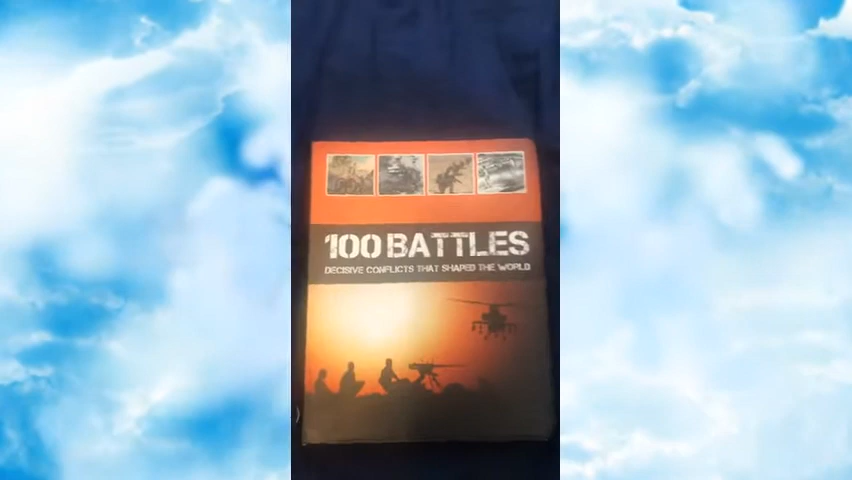 100 BATTLES
DECISIVE CONFLICTS THAT SHAPED THE WORLD